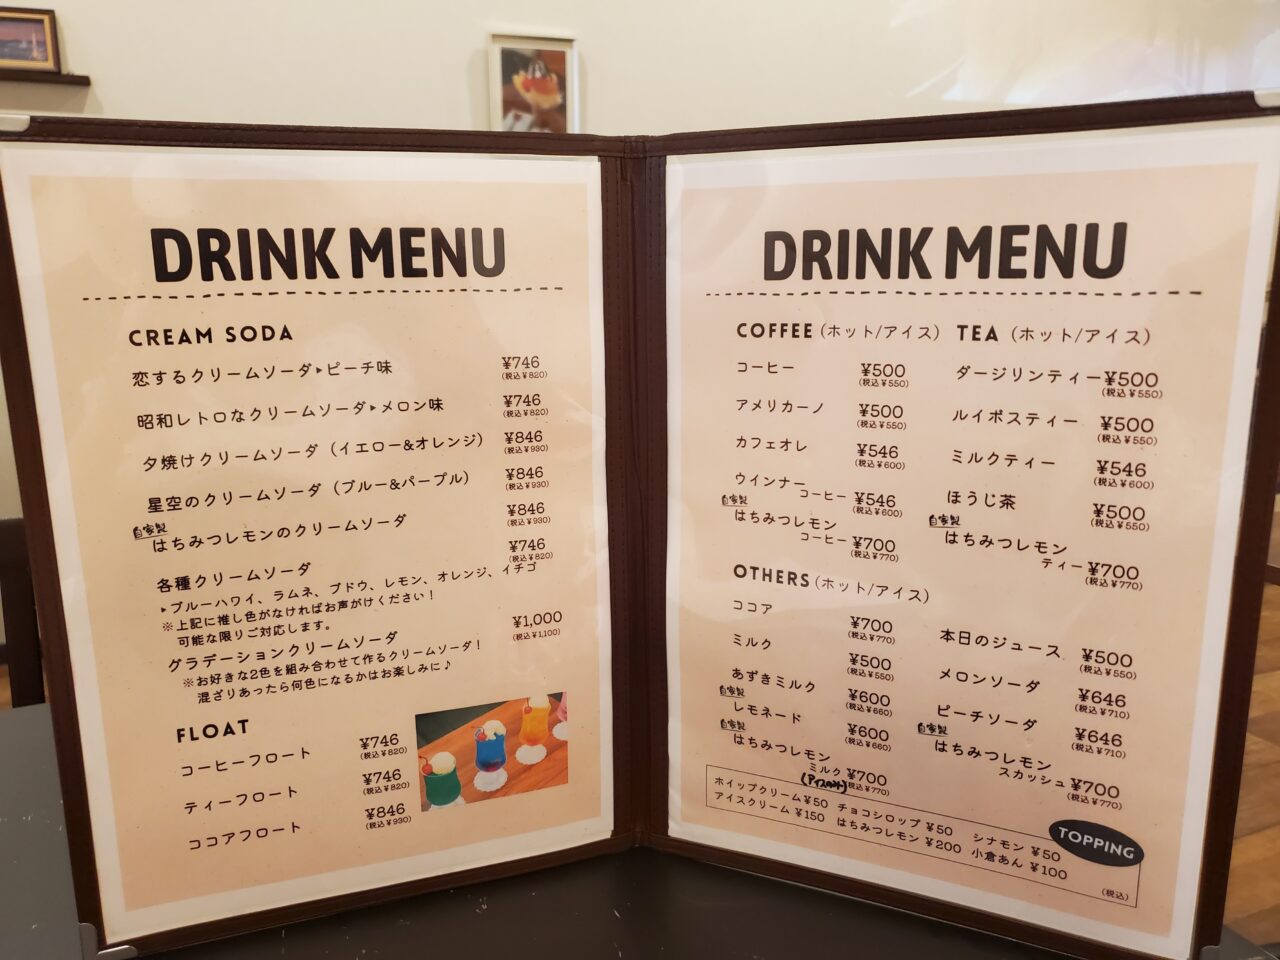 DRINK MENU
CREAM SODA
恋するクリームソーダ▸ピーチ味 ¥746
(税込¥820)
昭和レトロなクリームソーダ▸メロン味 ¥746
(税込¥820)
夕焼けクリームソーダ(イエロー&オレンジ) ¥846
(税込¥930)
星空のクリームソーダ(ブルー&パープル) ¥846
(税込¥930)
自家製
はちみつレモンのクリームソーダ ¥846
(税込¥930)
各種クリームソーダ ¥746
(税込¥820)
▸ブルーハワイ、ラムネ、ブドウ、レモン、オレンジ、イチゴ
※上記に推し色がなければお声がけください!
可能な限りご対応します。
グラデーションクリームソーダ ¥1,000
(税込¥1,100)
※お好きな2色を組み合わせて作るクリームソーダ!
混ざりあったら何色になるかはお楽しみに♪
FLOAT
コーヒーフロート ¥746
(税込¥820)
ティーフロート ¥746
(税込¥820)
ココアフロート ¥846
(税込¥930)
DRINK MENU
COFFEE(ホット/アイス)
コーヒー ¥500
(税込¥550)
アメリカーノ ¥500
(税込¥550)
カフェオレ ¥546
(税込¥600)
ウインナー
コーヒー ¥546
(税込¥600)
自家製
はちみつレモン
コーヒー ¥700
(税込¥770)
TEA(ホット/アイス)
ダージリンティー ¥500
(税込¥550)
ルイボスティー ¥500
(税込¥550)
ミルクティー ¥546
(税込¥600)
ほうじ茶 ¥500
(税込¥550)
自家製
はちみつレモン
ティー ¥700
(税込¥770)
OTHERS(ホット/アイス)
ココア ¥700
(税込¥770)
ミルク ¥500
(税込¥550)
あずきミルク ¥600
(税込¥660)
自家製
レモネード ¥600
(税込¥660)
自家製
はちみつレモン
ミルク ¥700
(アイスのみ) (税込¥770)
本日のジュース ¥500
(税込¥550)
メロンソーダ ¥646
(税込¥710)
ピーチソーダ ¥646
(税込¥710)
自家製
はちみつレモン
スカッシュ ¥700
(税込¥770)
TOPPING
ホイップクリーム¥50 チョコシロップ ¥50 シナモン ¥50
アイスクリーム ¥150 はちみつレモン ¥200 小倉あん ¥100
(税込)